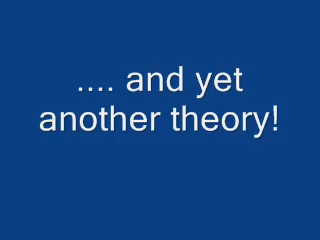 .... and yet
another theory!